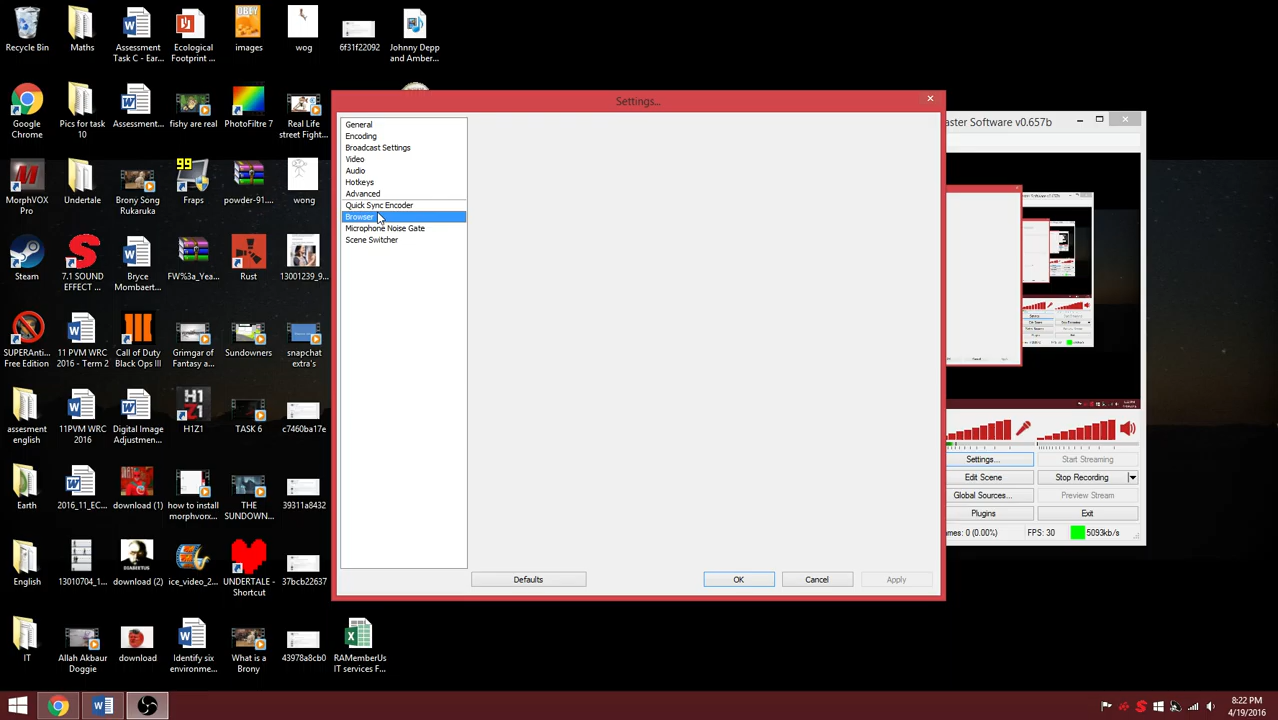 Recycle Bin
Maths
Assessment
Task C - Ear...
Ecological
Footprint ...
OBEY
images
wog
6f31f22092
Johnny Depp
and Amber...
Google
Chrome
Pics for task
10
Assessment...
fishy are real
PhotoFiltre 7
Real Life
street Fight...
MorphVOX
Pro
Undertale
Brony Song
Rukaruka
99
Fraps
powder-91...
wong
Steam
7.1 SOUND
EFFECT ...
Bryce
Mombaert...
FW%3a_Yea...
Rust
13001239_9...
SUPERAnti...
Free Edition
11 PVM WRC
2016 - Term 2
Call of Duty
Black Ops III
Grimgar of
Fantasy a...
Sundowners
snapchat
extra's
assesment
english
11PVM WRC
2016
Digital Image
Adjustmen...
H1Z1
H1Z1
TASK 6
c7460ba17e
Earth
2016_11_EC...
download (1)
how to install
morphvorx...
THE
SUNDOWN...
39311a8432
English
13010704_1...
DIABEETUS
download (2)
ice_video_2...
UNDERTALE -
Shortcut
37bcb22637
IT
Allah Akbaur
Doggie
download
Identify six
environme...
What is a
Brony
43978a8cb0
RAMemberUs
IT services F...
Settings...
General
Encoding
Broadcast Settings
Video
Audio
Hotkeys
Advanced
Quick Sync Encoder
Browser
Microphone Noise Gate
Scene Switcher
Defaults
OK
Cancel
Apply
aster Software v0.657b
Settings...
Start Streaming
Edit Scene
Stop Recording
Global Sources...
Preview Stream
Plugins
Exit
mes: 0 (0.00%)
FPS: 30
5093kb/s
8:22 PM
4/19/2016